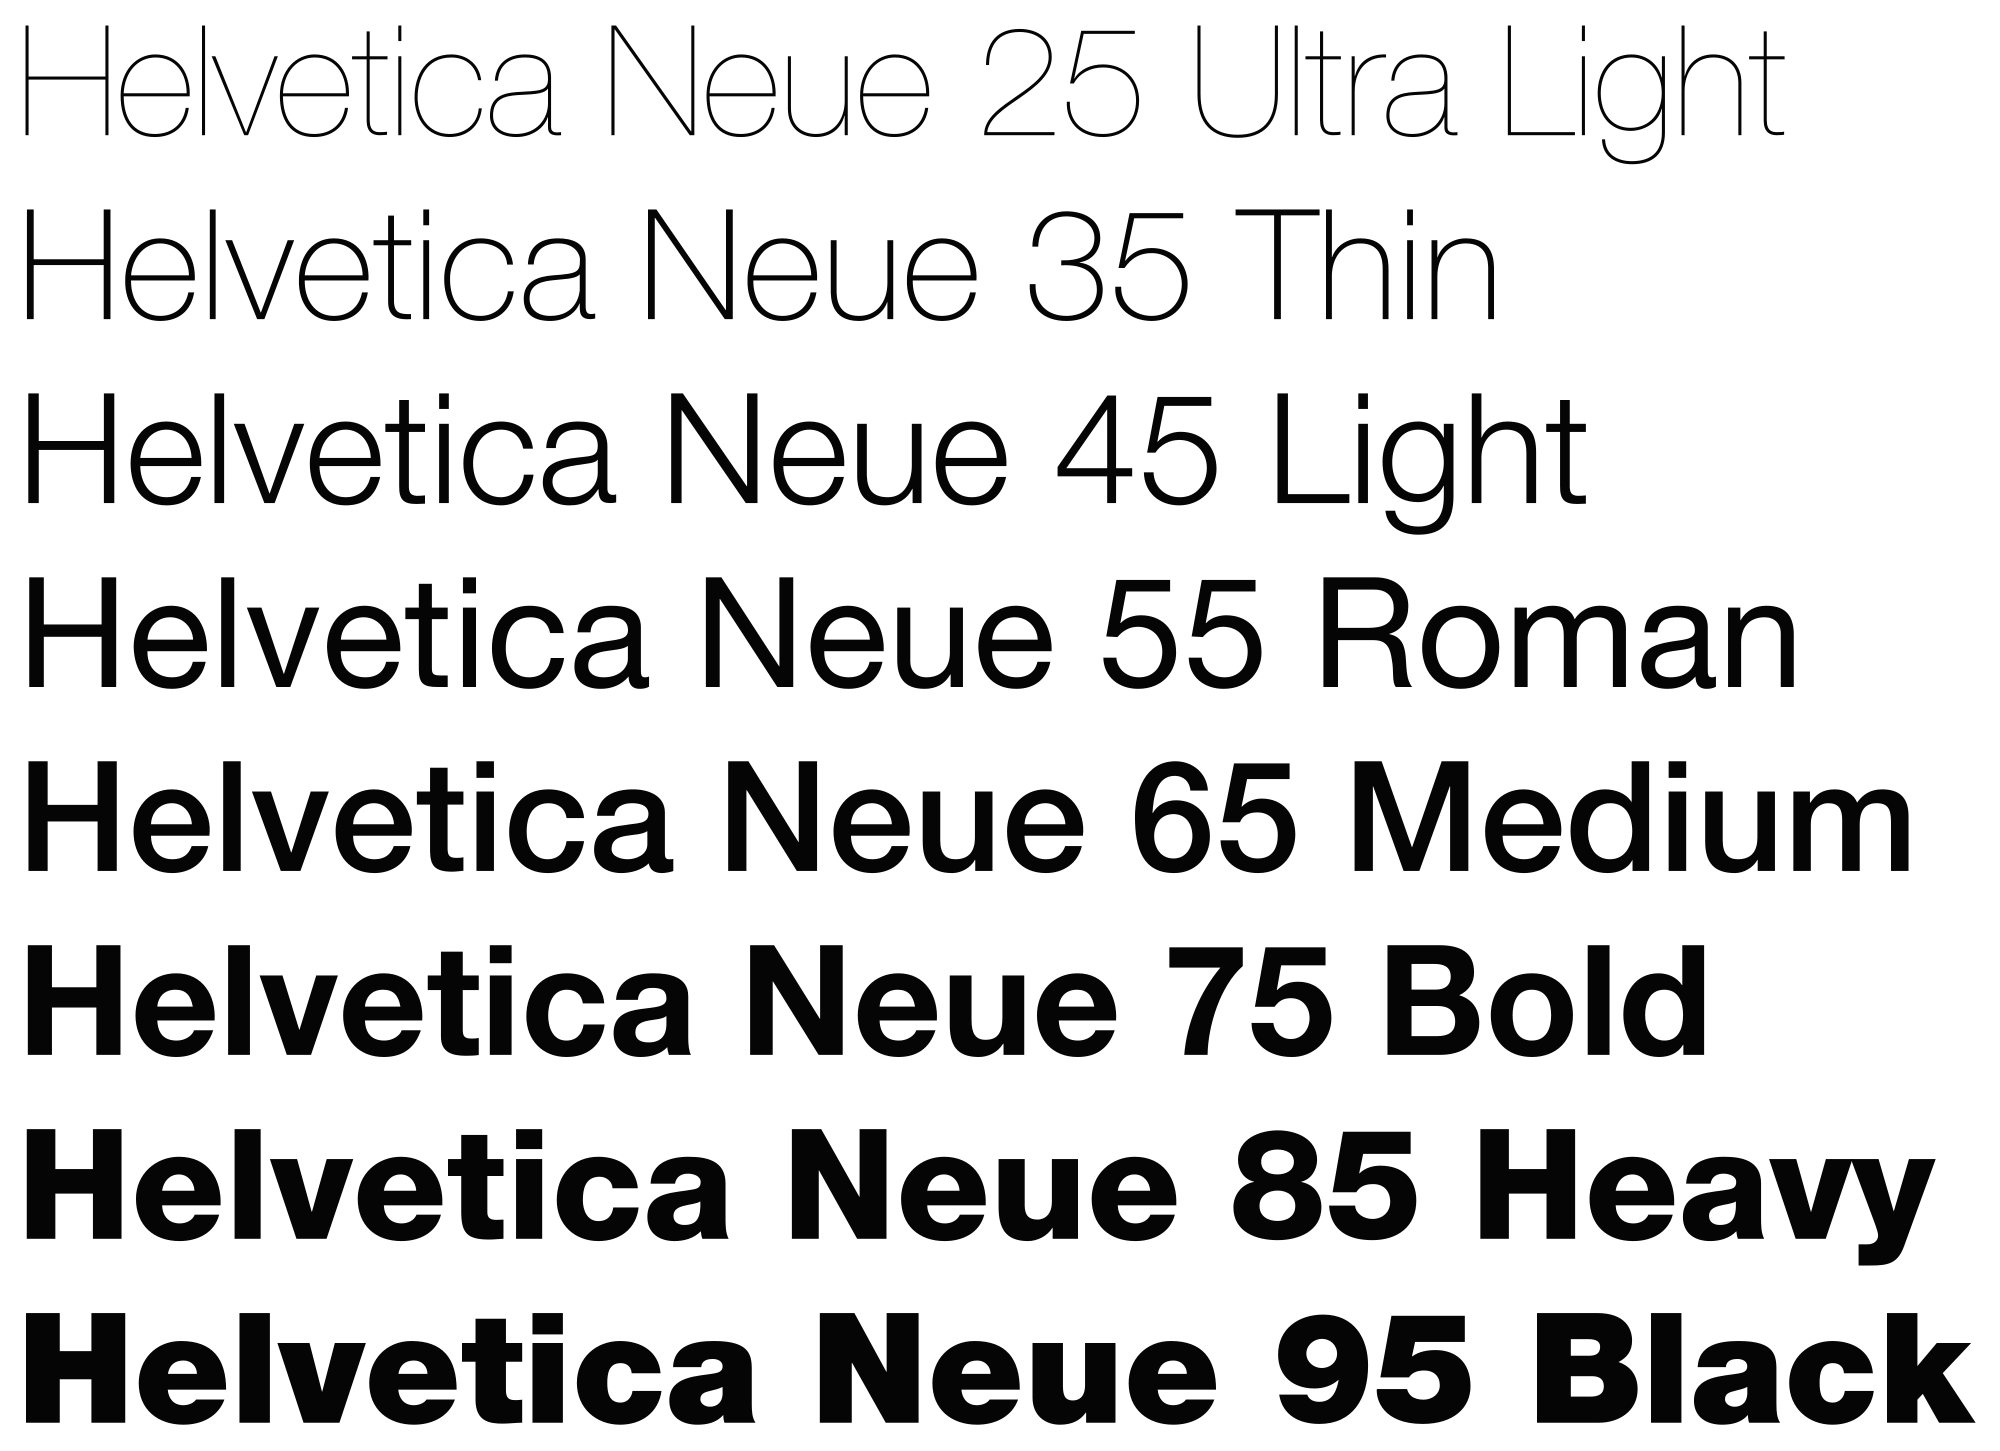 Helvetica Neue 25 Ultra Light
Helvetica Neue 35 Thin
Helvetica Neue 45 Light
Helvetica Neue 55 Roman
Helvetica Neue 65 Medium
Helvetica Neue 75 Bold
Helvetica Neue 85 Heavy
Helvetica Neue 95 Black